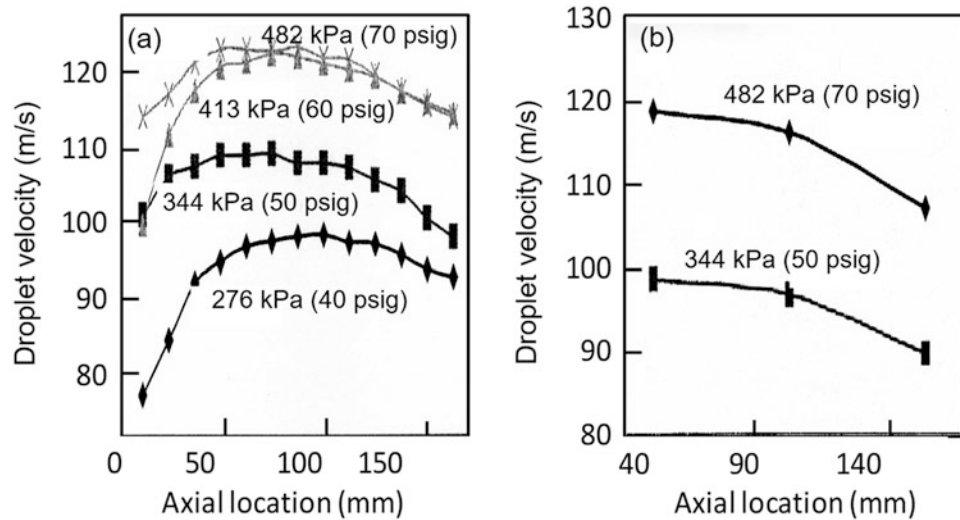 (a)
482 kPa (70 psig)
413 kPa (60 psig)
344 kPa (50 psig)
276 kPa (40 psig)
Droplet velocity (m/s)
120
110
100
90
80
0 50 100 150
Axial location (mm)
(b)
482 kPa (70 psig)
344 kPa (50 psig)
Droplet velocity (m/s)
130
120
110
100
90
80
40 90 140
Axial location (mm)